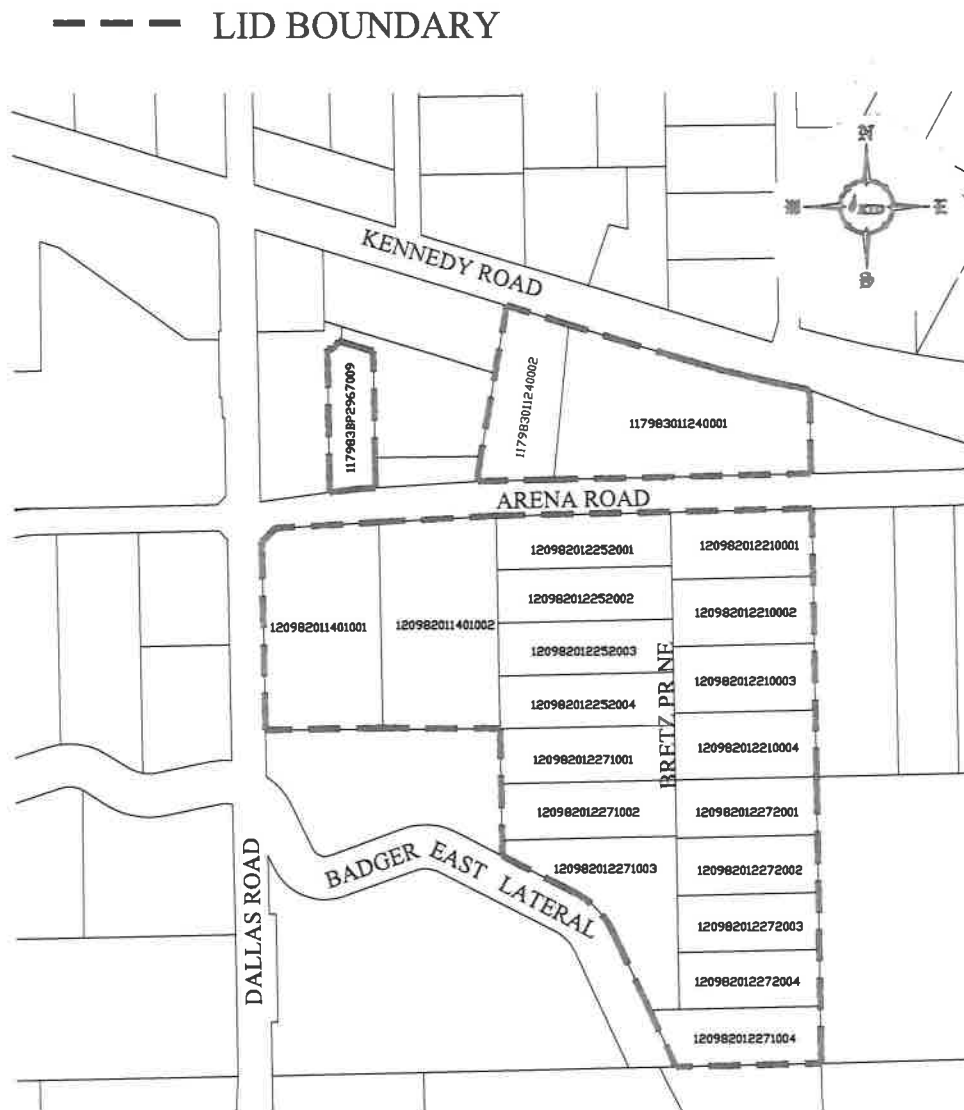 LID BOUNDARY
N
W
E
S
KENNEDY ROAD
117983BP2967009
117983011240002
117983011240001
ARENA ROAD
120982011401001
120982011401002
120982012252001
120982012210001
120982012252002
120982012210002
120982012252003
120982012210003
120982012252004
120982012210004
BRETZ PR NE
120982012271001
120982012271002
120982012272001
120982012271003
120982012272002
120982012272003
120982012272004
120982012271004
BADGER EAST LATERAL
DALLAS ROAD